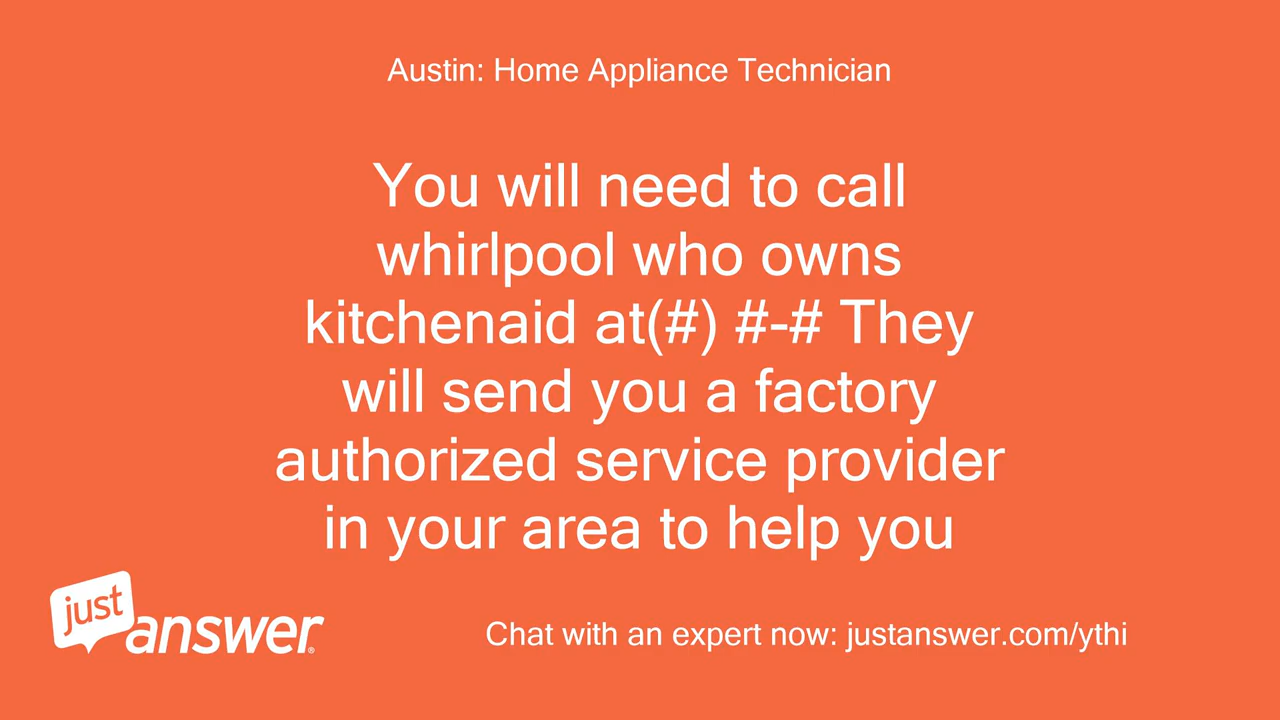 Austin: Home Appliance Technician
You will need to call
whirlpool who owns
kitchenaid at(#) #-# They
will send you a factory
authorized service provider
in your area to help you
just
answer®
Chat with an expert now: justanswer.com/ythi